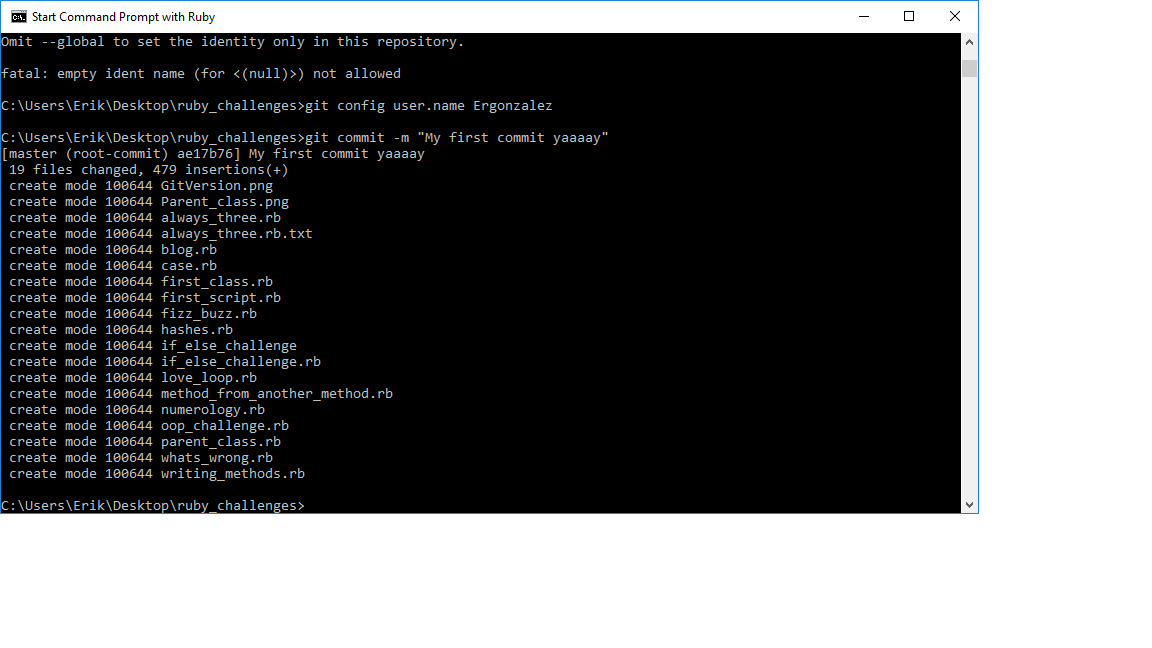 Start Command Prompt with Ruby
Omit --global to set the identity only in this repository.
fatal: empty ident name (for <(null)>) not allowed
C:\Users\Erik\Desktop\ruby_challenges>git config user.name Ergonzalez
C:\Users\Erik\Desktop\ruby_challenges>git commit -m "My first commit yaaaay"
[master (root-commit) ae17b76] My first commit yaaaay
 19 files changed, 479 insertions(+)
 create mode 100644 GitVersion.png
 create mode 100644 Parent_class.png
 create mode 100644 always_three.rb
 create mode 100644 always_three.rb.txt
 create mode 100644 blog.rb
 create mode 100644 case.rb
 create mode 100644 first_class.rb
 create mode 100644 first_script.rb
 create mode 100644 fizz_buzz.rb
 create mode 100644 hashes.rb
 create mode 100644 if_else_challenge
 create mode 100644 if_else_challenge.rb
 create mode 100644 love_loop.rb
 create mode 100644 method_from_another_method.rb
 create mode 100644 numerology.rb
 create mode 100644 oop_challenge.rb
 create mode 100644 parent_class.rb
 create mode 100644 whats_wrong.rb
 create mode 100644 writing_methods.rb
C:\Users\Erik\Desktop\ruby_challenges>